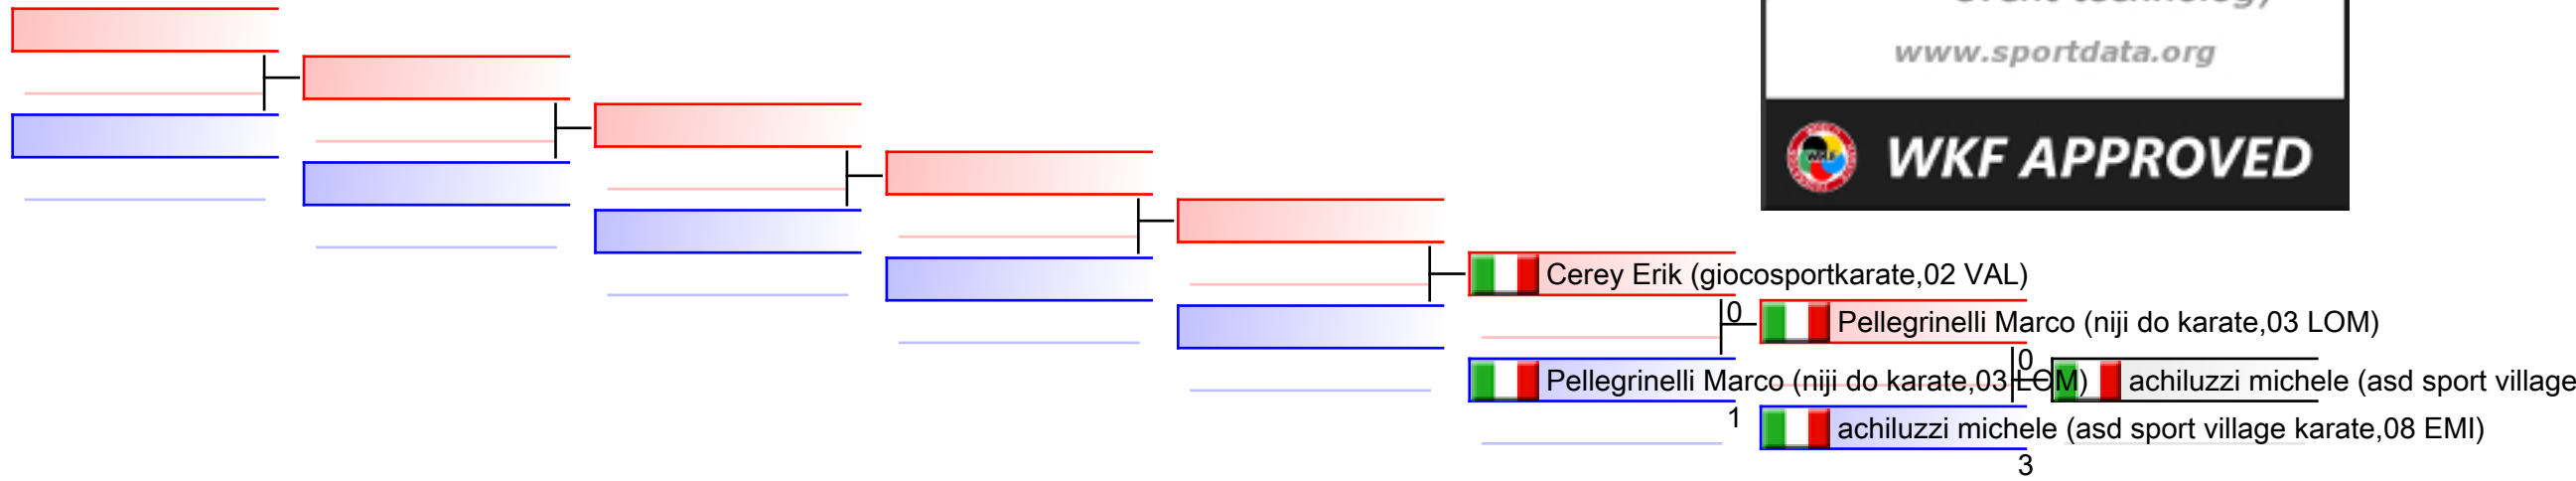 event technology
www.sportdata.org
WKF APPROVED
Cerey Erik (giocosportkarate,02 VAL)
0
Pellegrinelli Marco (niji do karate,03 LOM)
0
Pellegrinelli Marco (niji do karate,03 LOM)
achiluzzi michele (asd sport village
1
achiluzzi michele (asd sport village karate,08 EMI)
3